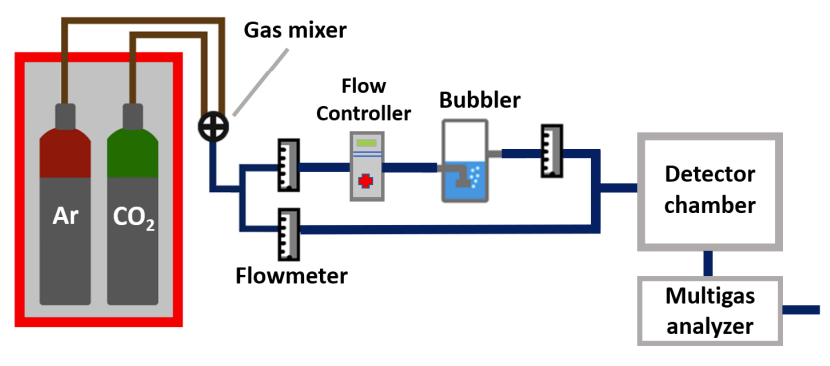 Gas mixer
Flow
Controller
Bubbler
Ar
CO₂
Flowmeter
Detector
chamber
Multigas
analyzer